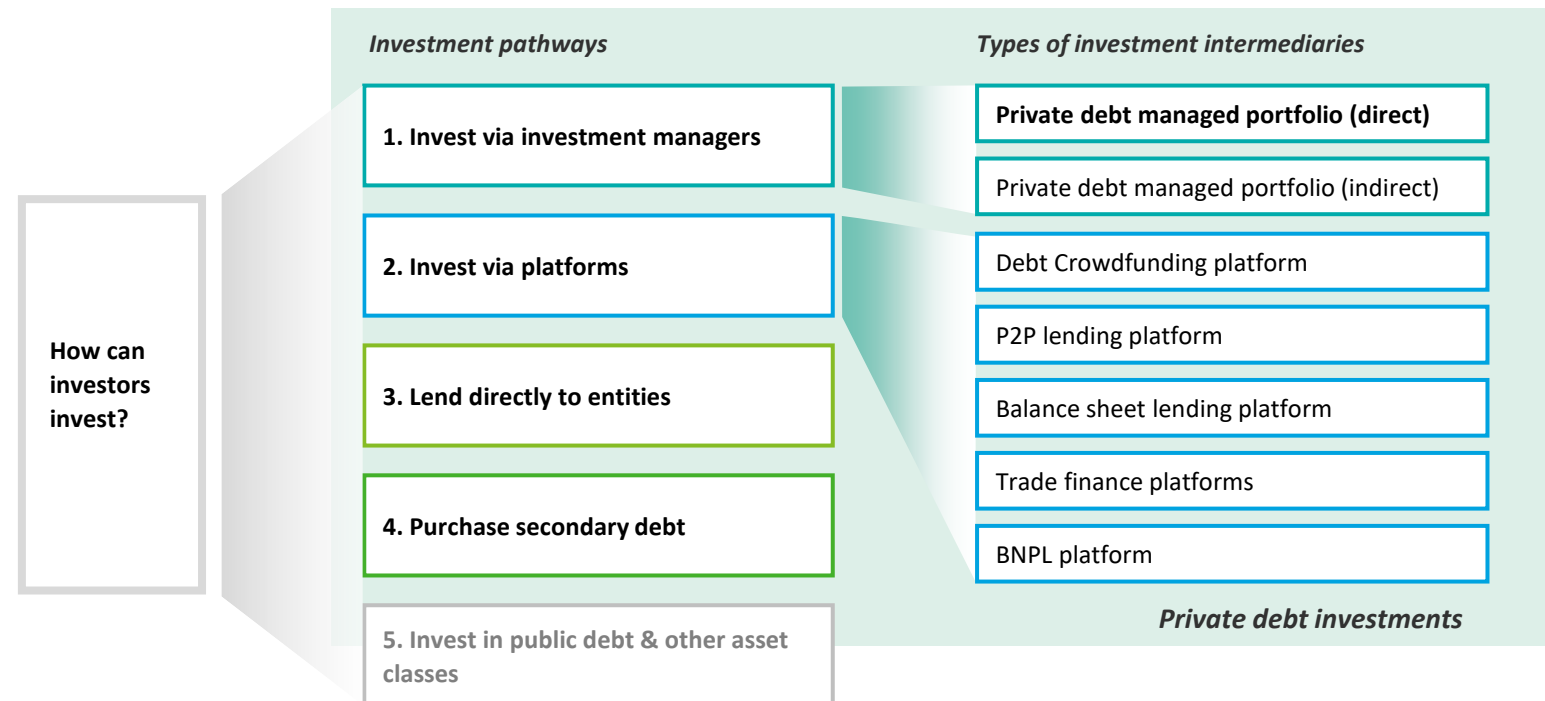 How can
investors
invest?
Investment pathways
1. Invest via investment managers
2. Invest via platforms
3. Lend directly to entities
4. Purchase secondary debt
5. Invest in public debt & other asset
classes
Types of investment intermediaries
Private debt managed portfolio (direct)
Private debt managed portfolio (indirect)
Debt Crowdfunding platform
P2P lending platform
Balance sheet lending platform
Trade finance platforms
BNPL platform
Private debt investments